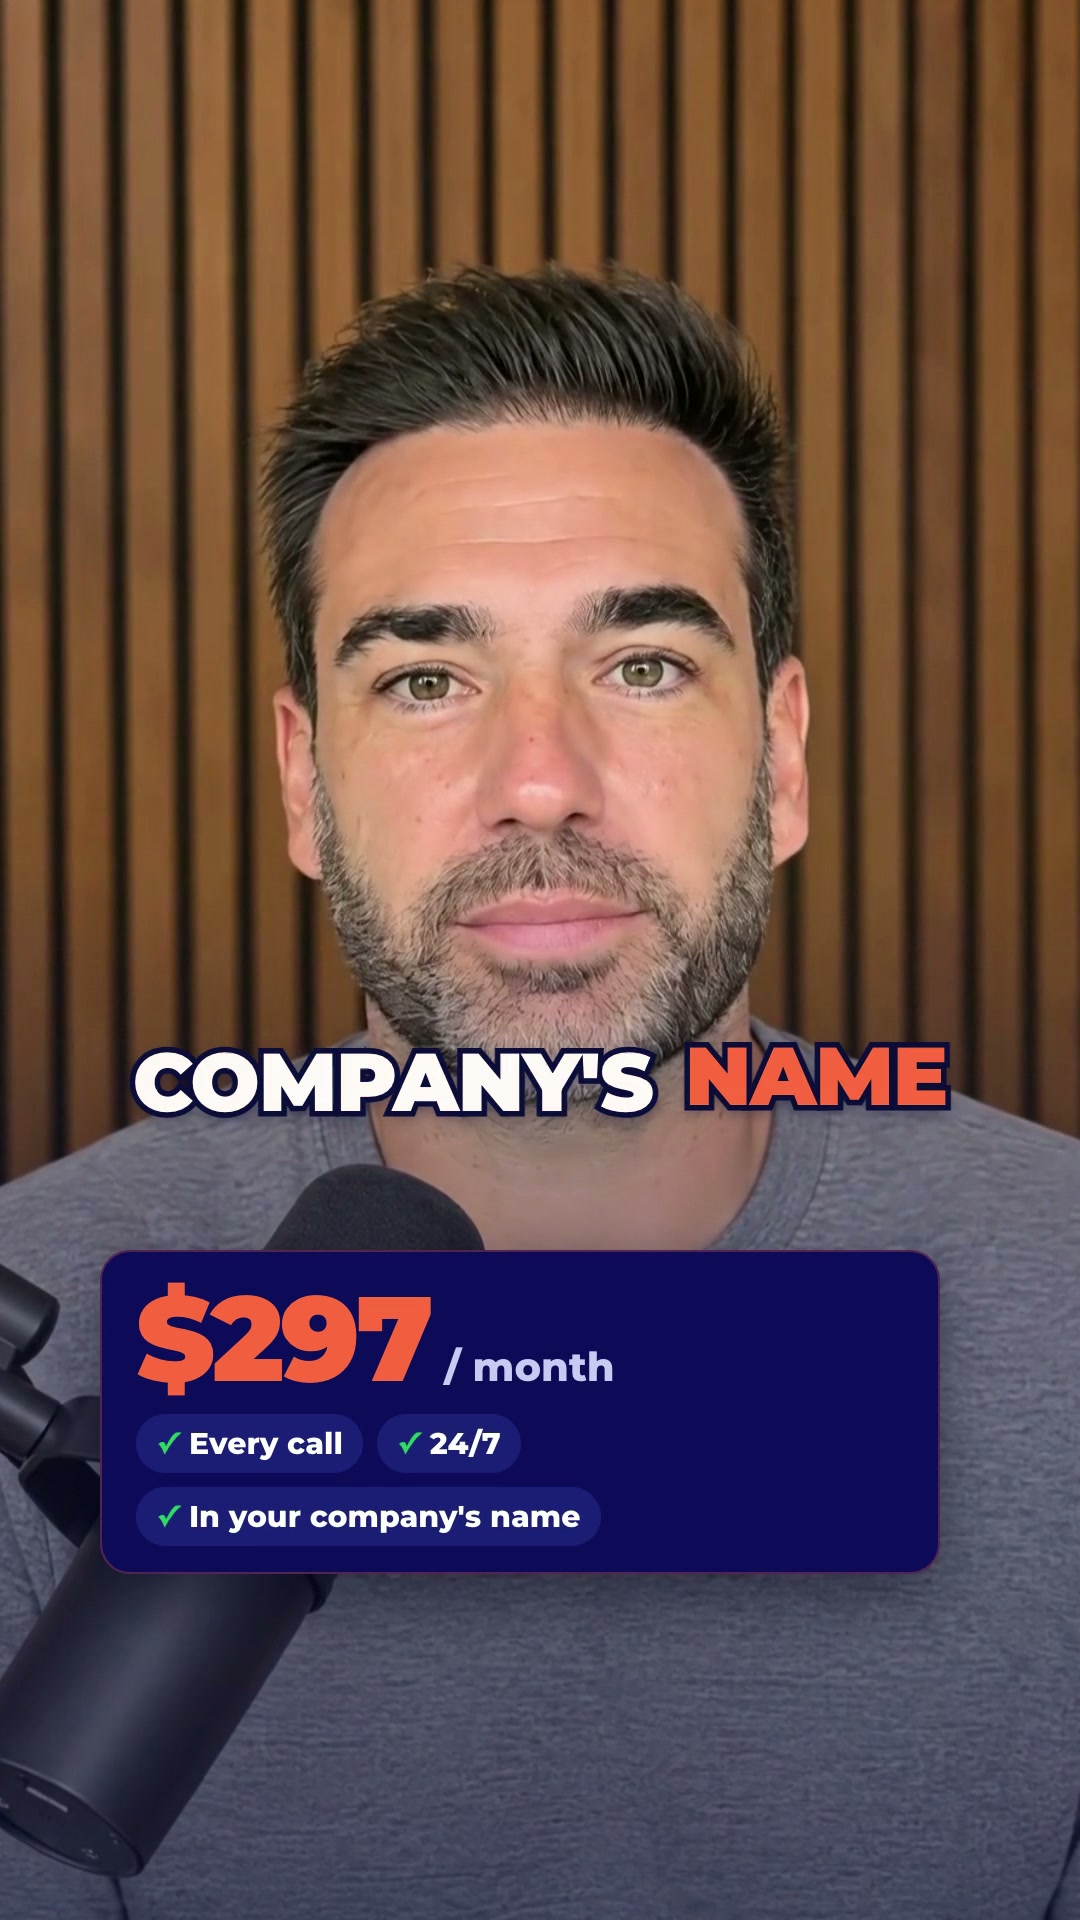 COMPANY'S NAME
$297 / month
✓ Every call ✓ 24/7
✓ In your company's name